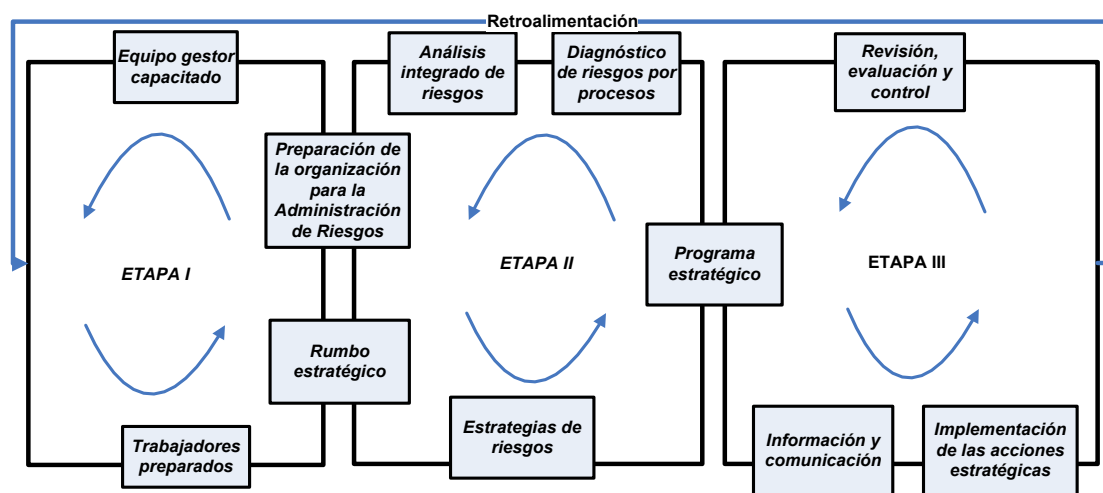 Retroalimentación
Equipo gestor
capacitado
Análisis
integrado de
riesgos
Diagnóstico
de riesgos por
procesos
Revisión,
evaluación y
control
Preparación de
la organización
para la
Administración
de Riesgos
Programa
estratégico
ETAPA I
ETAPA II
ETAPA III
Rumbo
estratégico
Trabajadores
preparados
Estrategias de
riesgos
Información y
comunicación
Implementación
de las acciones
estratégicas